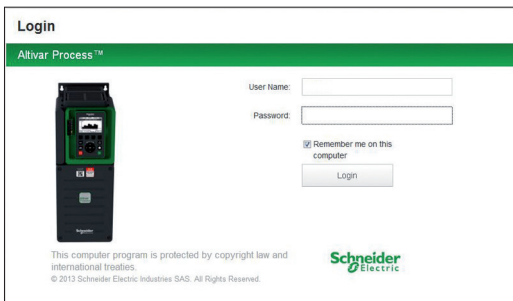 Login
Altivar Process™
User Name:
Password:
Remember me on this
computer
Login
This computer program is protected by copyright law and
international treaties.
© 2013 Schneider Electric Industries SAS. All Rights Reserved.
Schneider
Electric